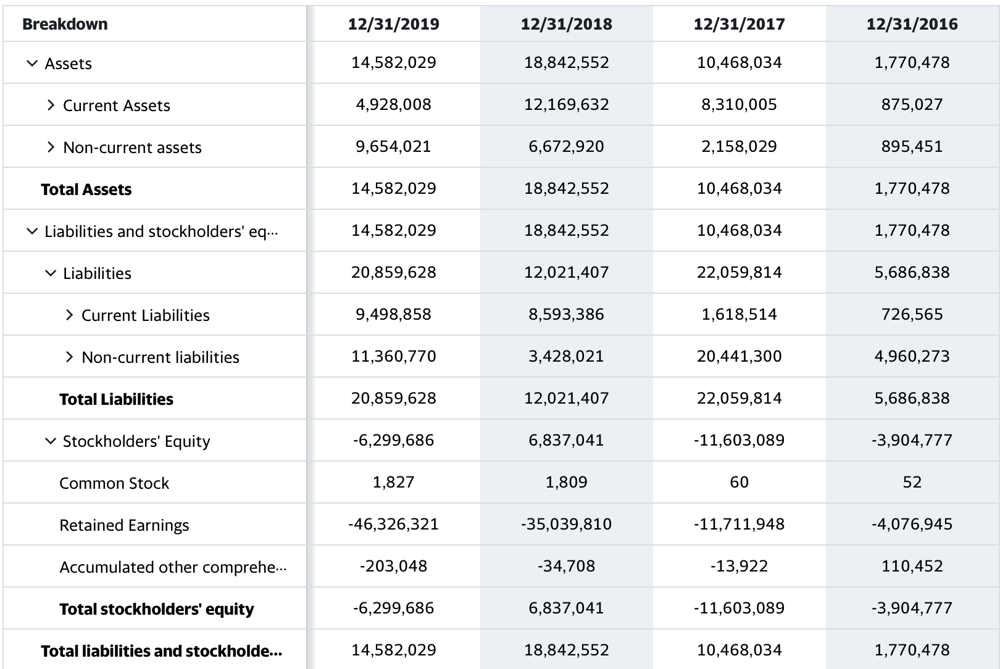 Breakdown 12/31/2019 12/31/2018 12/31/2017 12/31/2016
Assets 14,582,029 18,842,552 10,468,034 1,770,478
Current Assets 4,928,008 12,169,632 8,310,005 875,027
Non-current assets 9,654,021 6,672,920 2,158,029 895,451
Total Assets 14,582,029 18,842,552 10,468,034 1,770,478
Liabilities and stockholders' eq… 14,582,029 18,842,552 10,468,034 1,770,478
Liabilities 20,859,628 12,021,407 22,059,814 5,686,838
Current Liabilities 9,498,858 8,593,386 1,618,514 726,565
Non-current liabilities 11,360,770 3,428,021 20,441,300 4,960,273
Total Liabilities 20,859,628 12,021,407 22,059,814 5,686,838
Stockholders' Equity -6,299,686 6,837,041 -11,603,089 -3,904,777
Common Stock 1,827 1,809 60 52
Retained Earnings -46,326,321 -35,039,810 -11,711,948 -4,076,945
Accumulated other comprehe… -203,048 -34,708 -13,922 110,452
Total stockholders' equity -6,299,686 6,837,041 -11,603,089 -3,904,777
Total liabilities and stockholde… 14,582,029 18,842,552 10,468,034 1,770,478